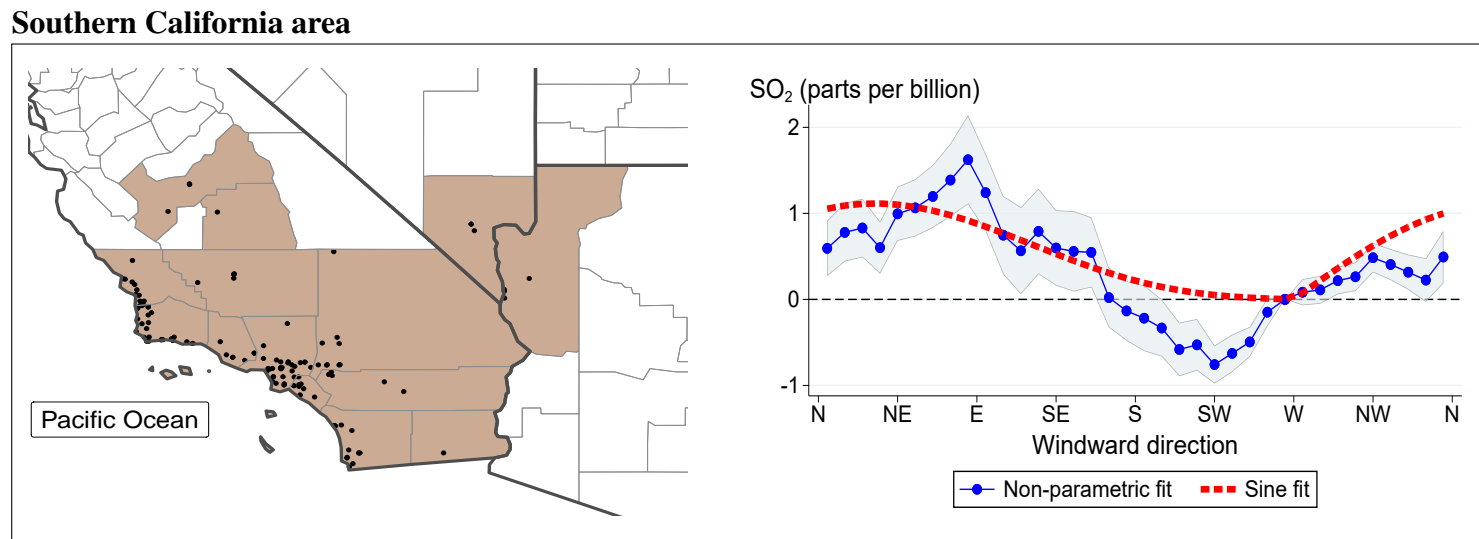 Southern California area
Pacific Ocean
SO₂ (parts per billion)
2
1
0
-1
N NE E SE S SW W NW N
Windward direction
Non-parametric fit Sine fit